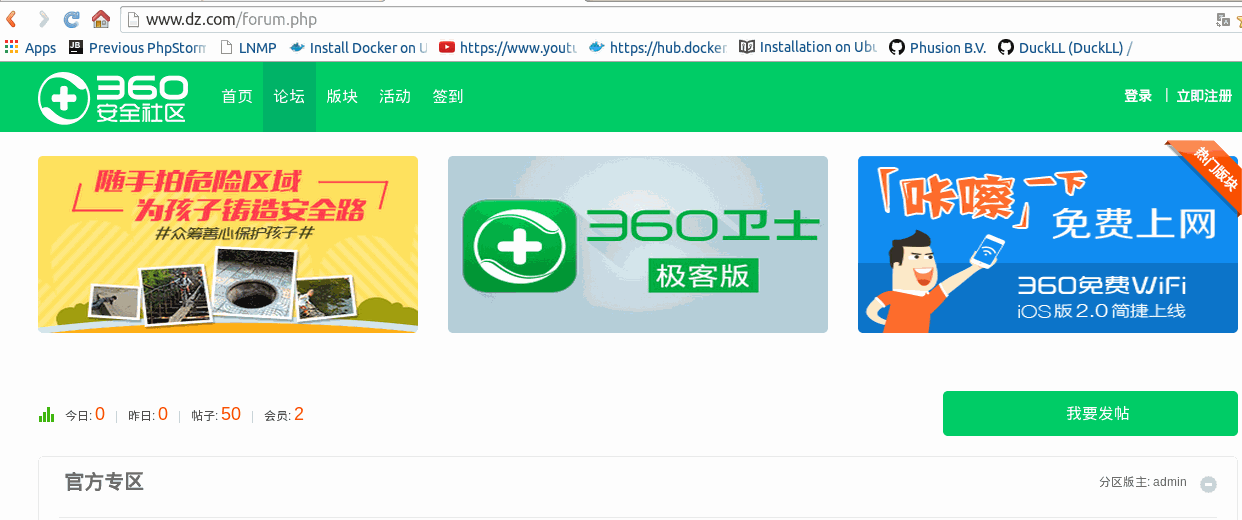 www.dz.com/forum.php
Apps Previous PhpStorm LNMP Install Docker on U https://www.youtu https://hub.docker Installation on Ubu Phusion B.V. DuckLL (DuckLL) /
360 安全社区 首页 论坛 版块 活动 签到 登录 | 立即注册
随手拍危险区域
为孩子铸造安全路
#众筹善心保护孩子#
360卫士
极客版
热门版块
「咔嚓」一下
免费上网
360免费WiFi
iOS版2.0简捷上线
今日: 0 | 昨日: 0 | 帖子: 50 | 会员: 2
我要发帖
官方专区 分区版主: admin